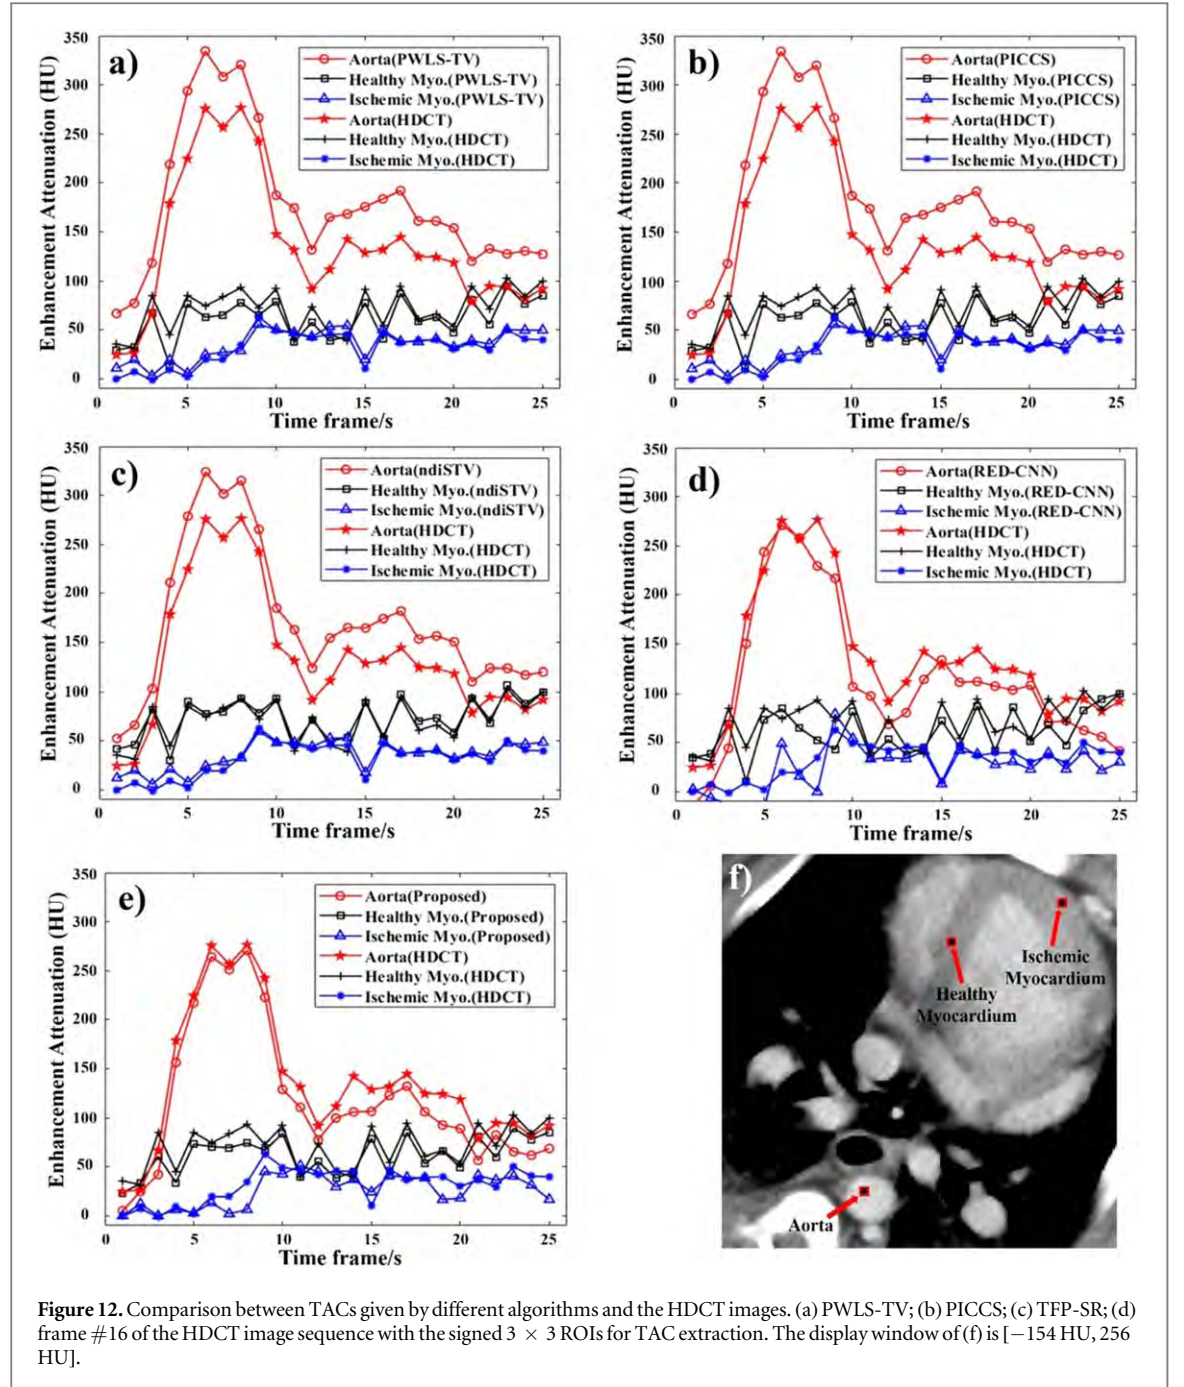 a)
350
300
250
200
150
100
50
0
Enhancement Attenuation (HU)
Aorta(PWLS-TV)
Healthy Myo.(PWLS-TV)
Ischemic Myo.(PWLS-TV)
Aorta(HDCT)
Healthy Myo.(HDCT)
Ischemic Myo.(HDCT)
0 5 10 15 20 25
Time frame/s
b)
350
300
250
200
150
100
50
0
Enhancement Attenuation (HU)
Aorta(PICCS)
Healthy Myo.(PICCS)
Ischemic Myo.(PICCS)
Aorta(HDCT)
Healthy Myo.(HDCT)
Ischemic Myo.(HDCT)
0 5 10 15 20 25
Time frame/s
c)
350
300
250
200
150
100
50
0
Enhancement Attenuation (HU)
Aorta(ndiSTV)
Healthy Myo.(ndiSTV)
Ischemic Myo.(ndiSTV)
Aorta(HDCT)
Healthy Myo.(HDCT)
Ischemic Myo.(HDCT)
0 5 10 15 20 25
Time frame/s
d)
350
300
250
200
150
100
50
0
Enhancement Attenuation (HU)
Aorta(RED-CNN)
Healthy Myo.(RED-CNN)
Ischemic Myo.(RED-CNN)
Aorta(HDCT)
Healthy Myo.(HDCT)
Ischemic Myo.(HDCT)
0 5 10 15 20 25
Time frame/s
e)
350
300
250
200
150
100
50
0
Enhancement Attenuation (HU)
Aorta(Proposed)
Healthy Myo.(Proposed)
Ischemic Myo.(Proposed)
Aorta(HDCT)
Healthy Myo.(HDCT)
Ischemic Myo.(HDCT)
0 5 10 15 20 25
Time frame/s
f)
Ischemic
Myocardium
Healthy
Myocardium
Aorta
Figure 12. Comparison between TACs given by different algorithms and the HDCT images. (a) PWLS-TV; (b) PICCS; (c) TFP-SR; (d)
frame #16 of the HDCT image sequence with the signed 3 × 3 ROIs for TAC extraction. The display window of (f) is [−154 HU, 256
HU].